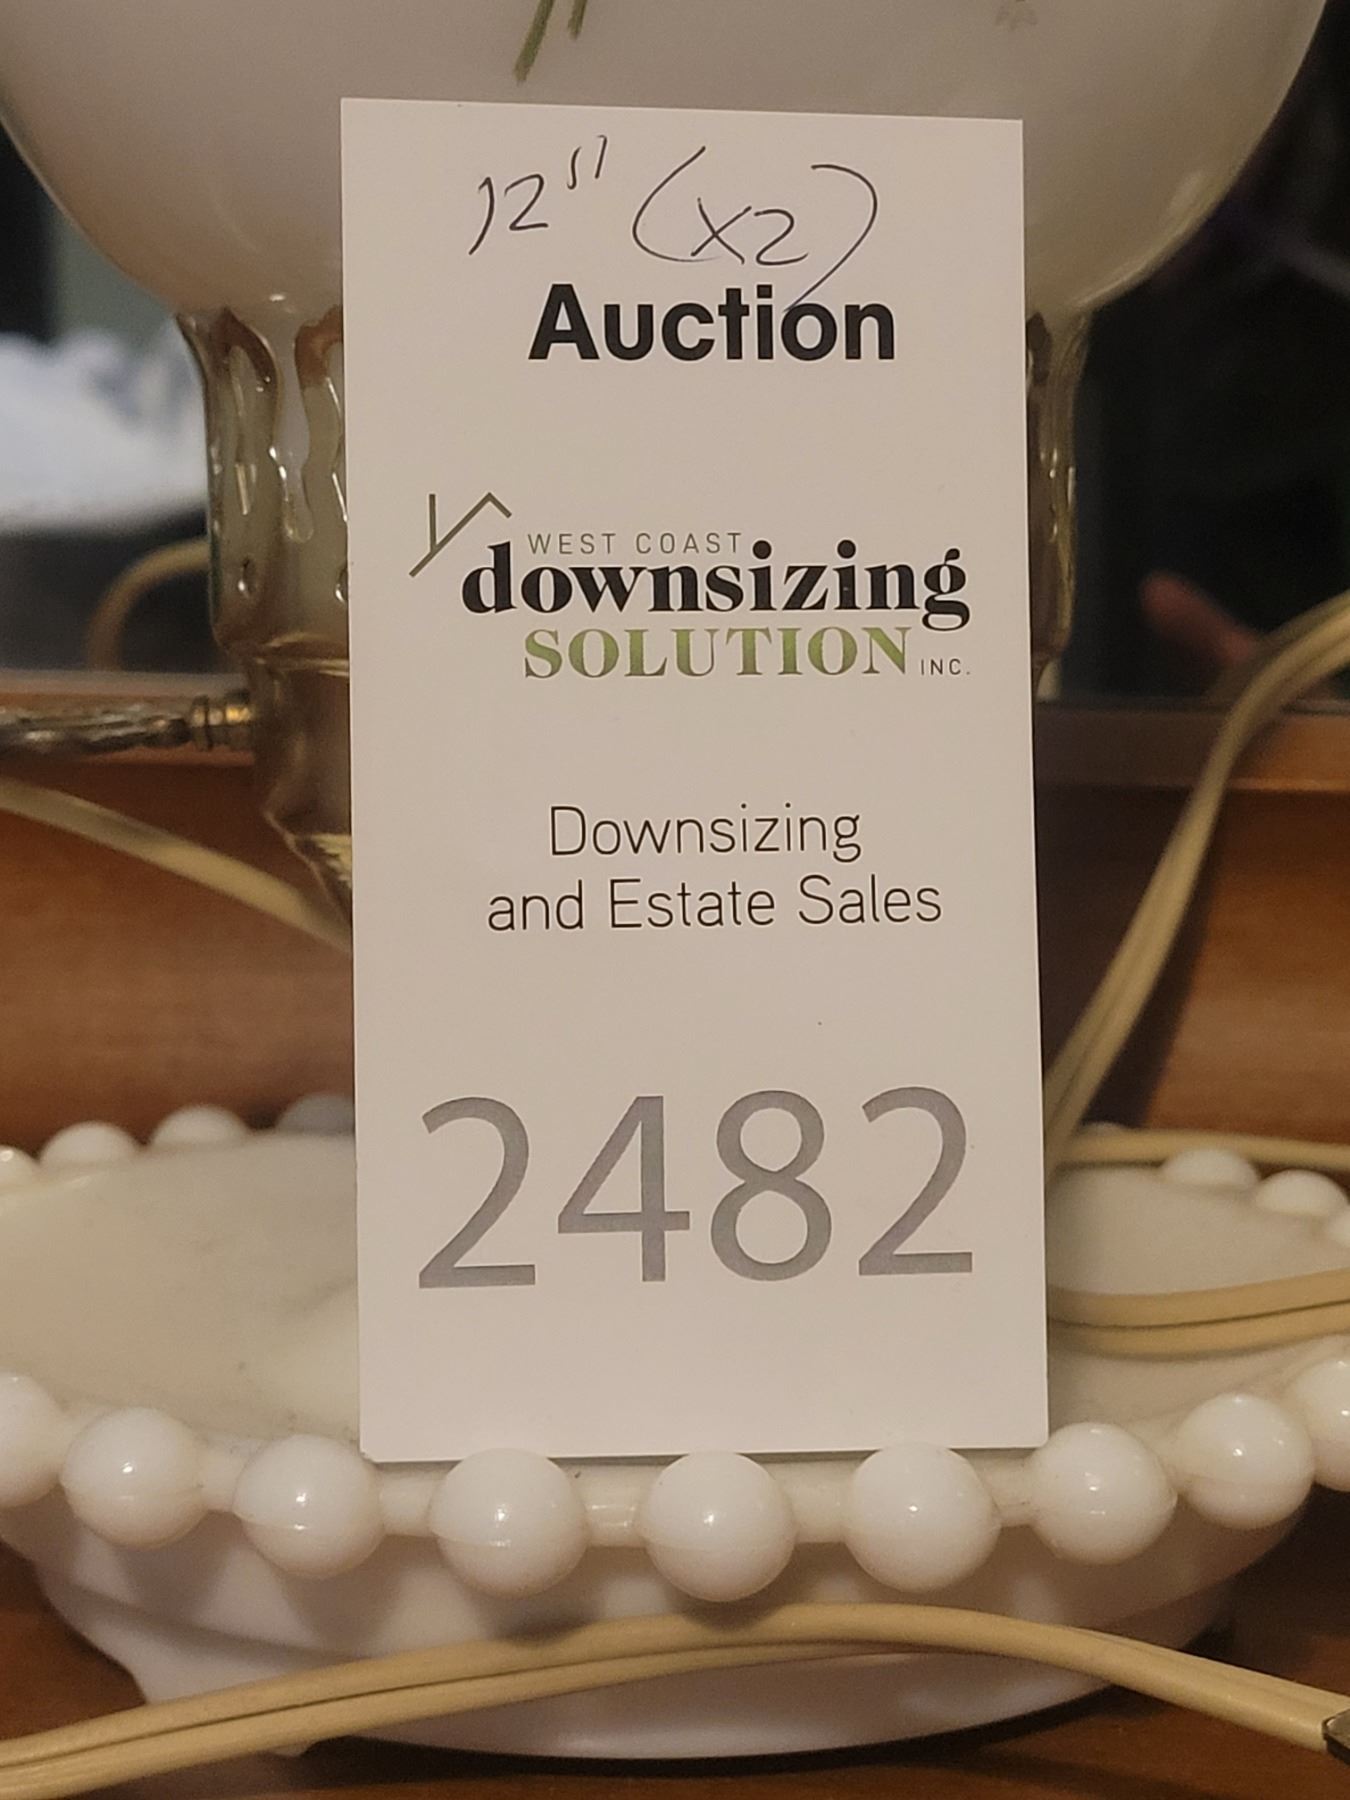 12" (x2)
Auction
WEST COAST
downsizing
SOLUTION INC.
Downsizing
and Estate Sales
2482